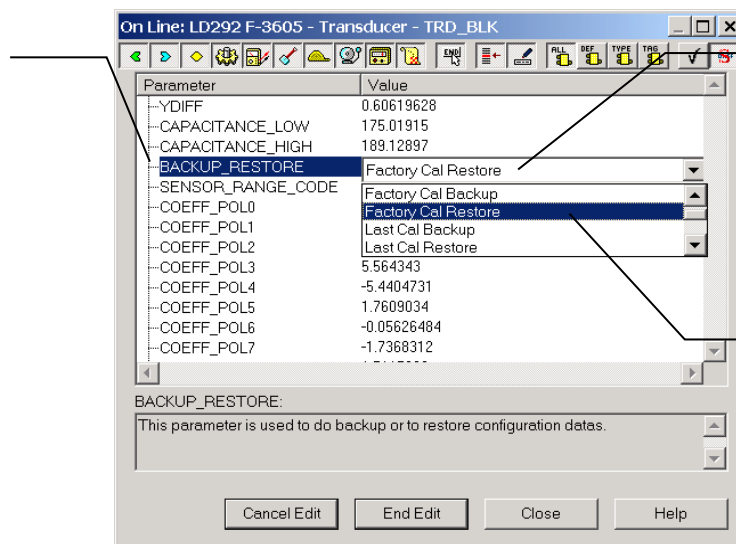 On Line: LD292 F-3605 - Transducer - TRD_BLK
END ALL DEF TYPE TAG
Parameter Value
YDIFF 0.60619628
CAPACITANCE_LOW 175.01915
CAPACITANCE_HIGH 189.12897
BACKUP_RESTORE Factory Cal Restore
SENSOR_RANGE_CODE Factory Cal Backup
COEFF_POL0 Factory Cal Restore
COEFF_POL1 Last Cal Backup
COEFF_POL2 Last Cal Restore
COEFF_POL3 5.564343
COEFF_POL4 -5.4404731
COEFF_POL5 1.7609034
COEFF_POL6 -0.05626484
COEFF_POL7 -1.7368312
BACKUP_RESTORE:
This parameter is used to do backup or to restore configuration datas.
Cancel Edit End Edit Close Help